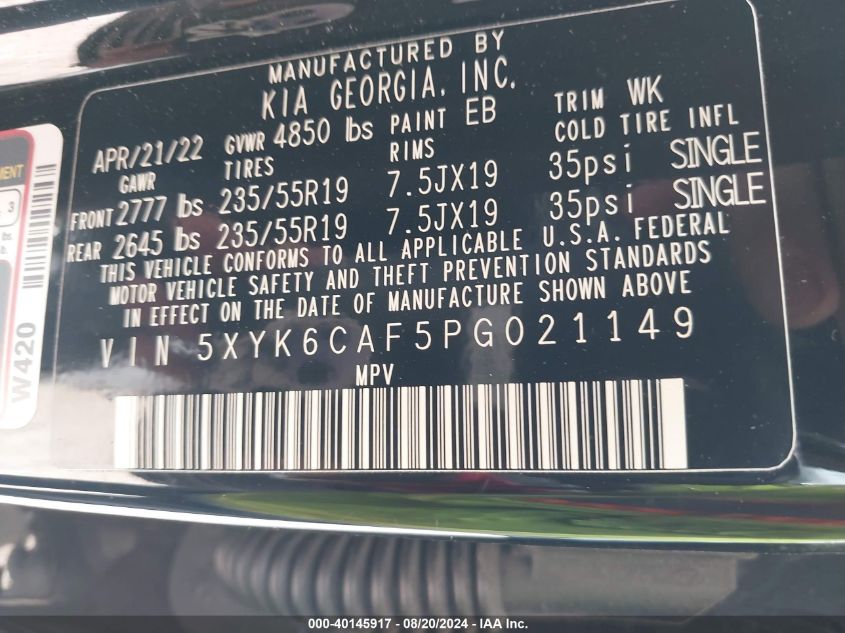 MANUFACTURED BY
KIA GEORGIA, INC.
APR/21/22 GVWR 4850 lbs PAINT EB TRIM WK
GAWR TIRES RIMS COLD TIRE INFL
FRONT 2777 lbs 235/55R19 7.5JX19 35psi SINGLE
REAR 2645 lbs 235/55R19 7.5JX19 35psi SINGLE
THIS VEHICLE CONFORMS TO ALL APPLICABLE U.S.A. FEDERAL
MOTOR VEHICLE SAFETY AND THEFT PREVENTION STANDARDS
IN EFFECT ON THE DATE OF MANUFACTURE SHOWN ABOVE
VIN 5XYK6CAF5PG021149
MPV
W420
3
000-40145917 - 08/20/2024 - IAA Inc.